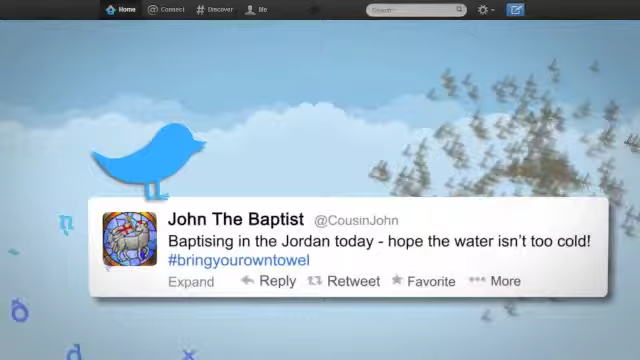 Home @ Connect # Discover Me Search
John The Baptist @CousinJohn
Baptising in the Jordan today - hope the water isn't too cold!
#bringyourowntowel
Expand Reply Retweet Favorite ••• More
n
o
d x